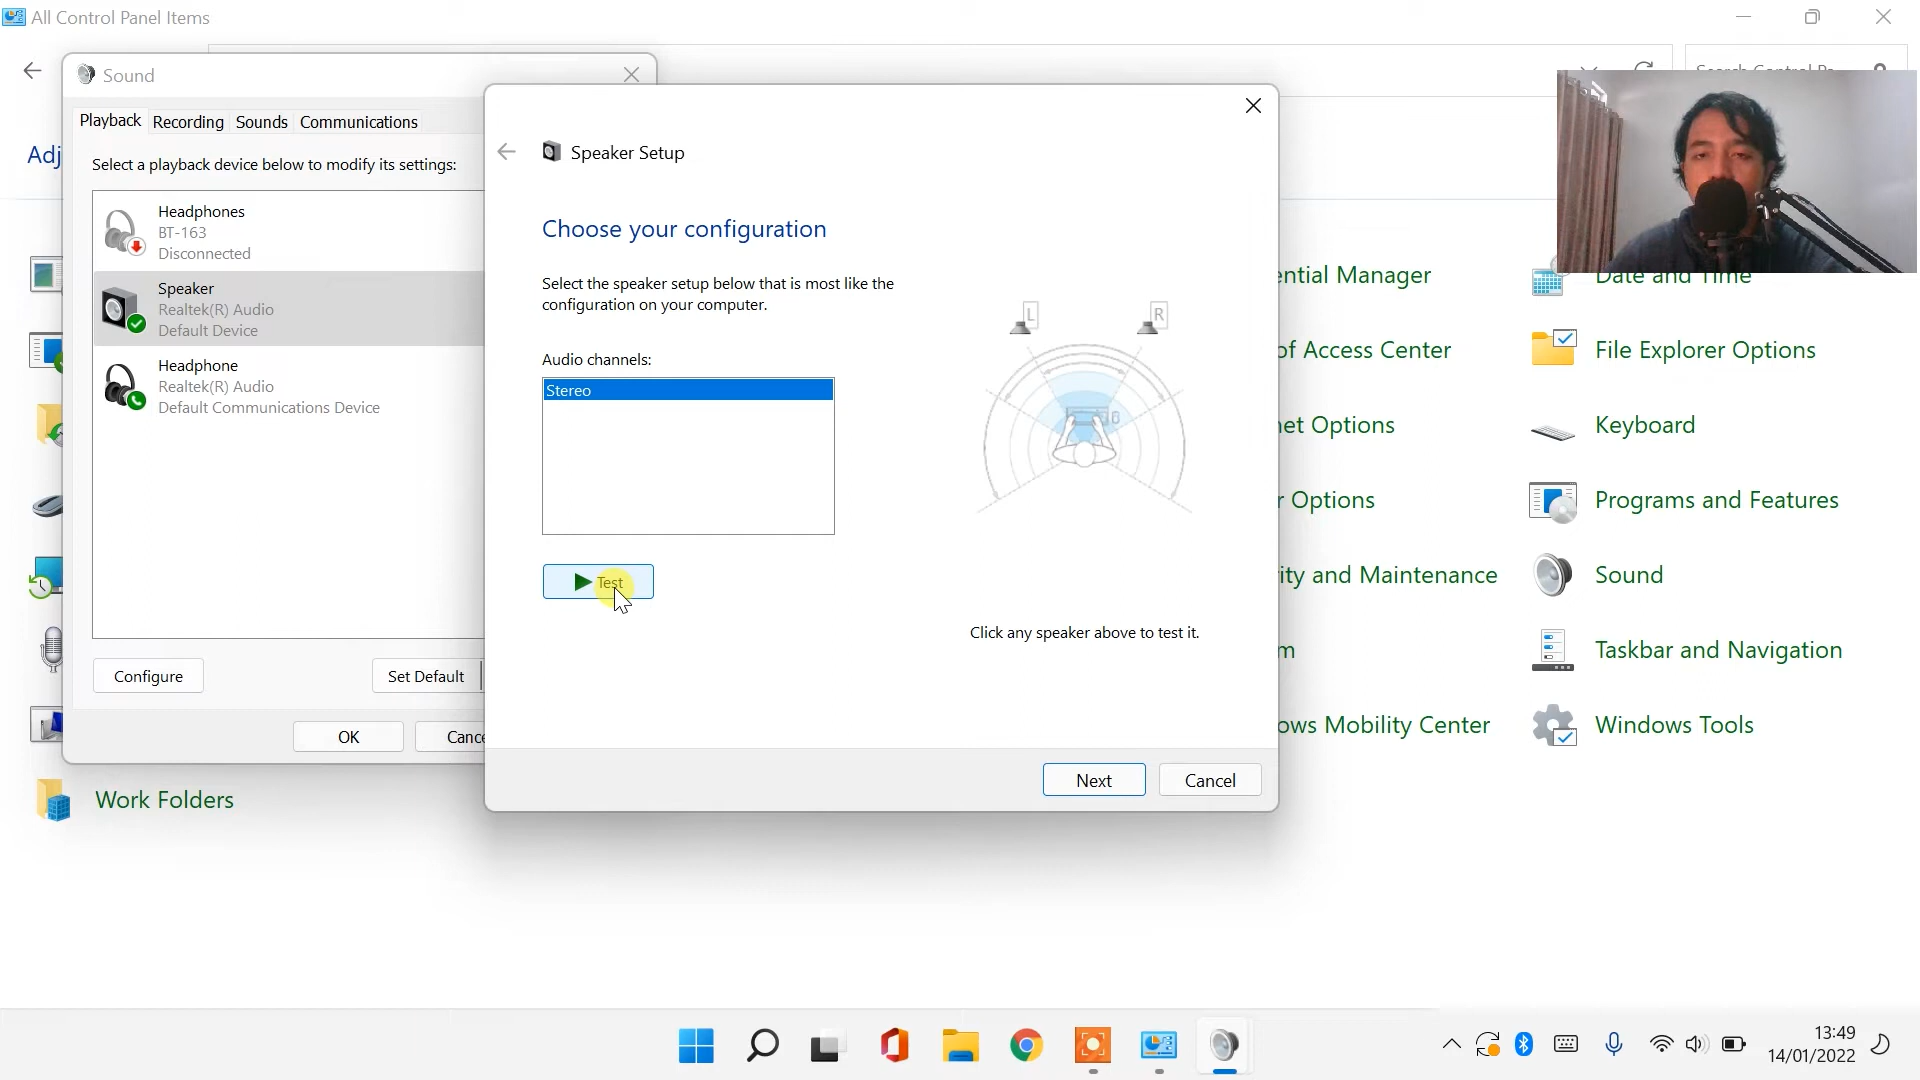 All Control Panel Items
Sound
Playback
Recording
Sounds
Communications
Select a playback device below to modify its settings:
Headphones
BT-163
Disconnected
Speaker
Realtek(R) Audio
Default Device
Headphone
Realtek(R) Audio
Default Communications Device
Configure
Set Default
OK
Cance
Speaker Setup
Choose your configuration
Select the speaker setup below that is most like the
configuration on your computer.
Audio channels:
Stereo
Test
L
R
Click any speaker above to test it.
Next
Cancel
Adj
Search Control Pa
ential Manager
Date and Time
of Access Center
File Explorer Options
net Options
Keyboard
r Options
Programs and Features
ity and Maintenance
Sound
m
Taskbar and Navigation
ows Mobility Center
Windows Tools
Work Folders
13:49
14/01/2022